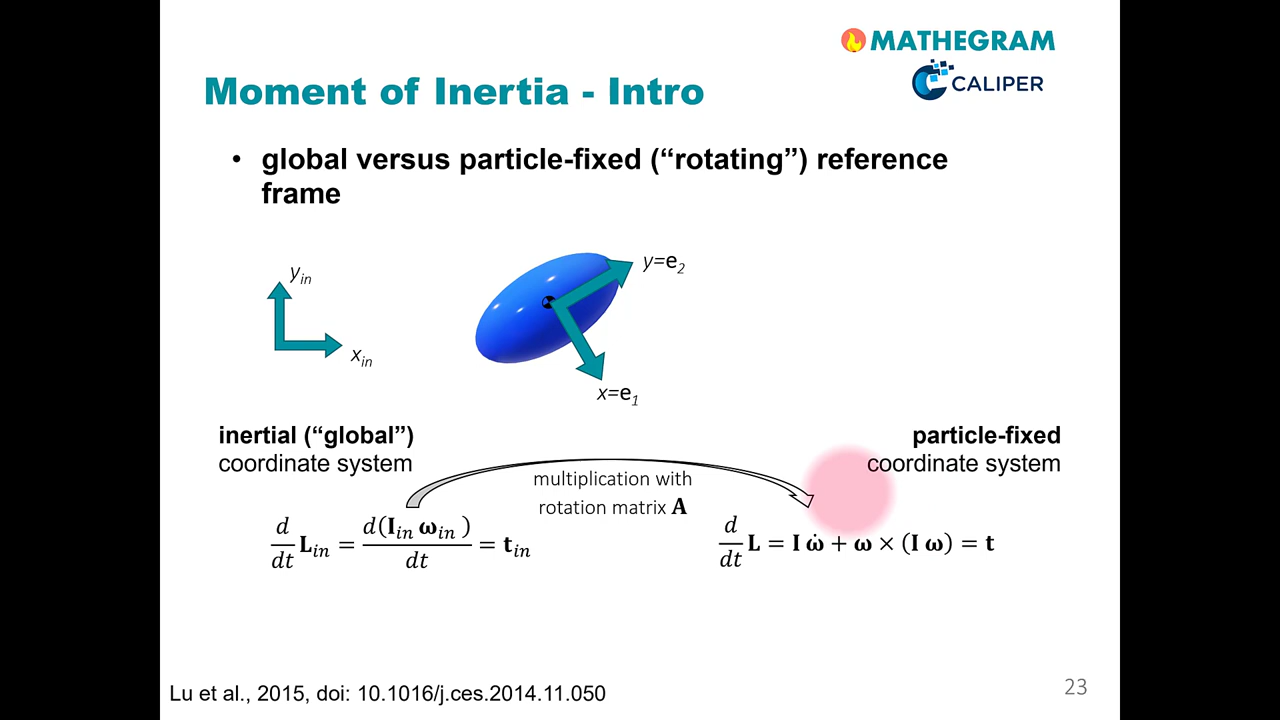 MATHEGRAM
CALIPER
Moment of Inertia - Intro
• global versus particle-fixed (“rotating”) reference
frame
y_in
x_in
y=e_2
x=e_1
inertial (“global”)
coordinate system
particle-fixed
coordinate system
multiplication with
rotation matrix A
d/dt L_in = d(I_in ω_in)/dt = t_in
d/dt L = I ω̇ + ω × (I ω) = t
Lu et al., 2015, doi: 10.1016/j.ces.2014.11.050
23